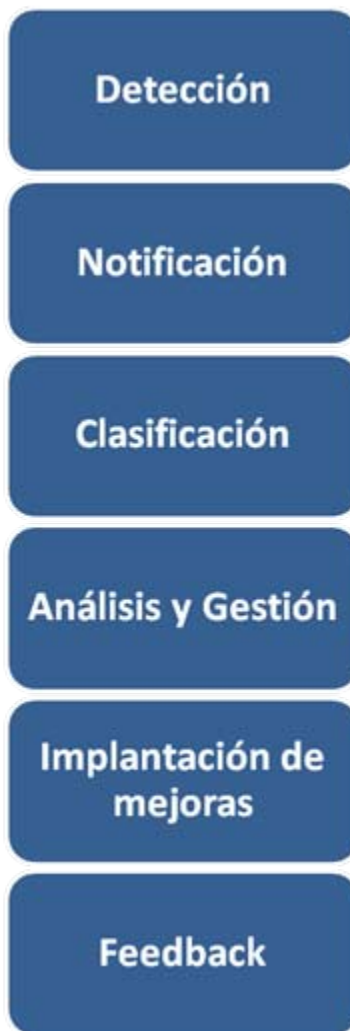 Detección
Notificación
Clasificación
Análisis y Gestión
Implantación de
mejoras
Feedback